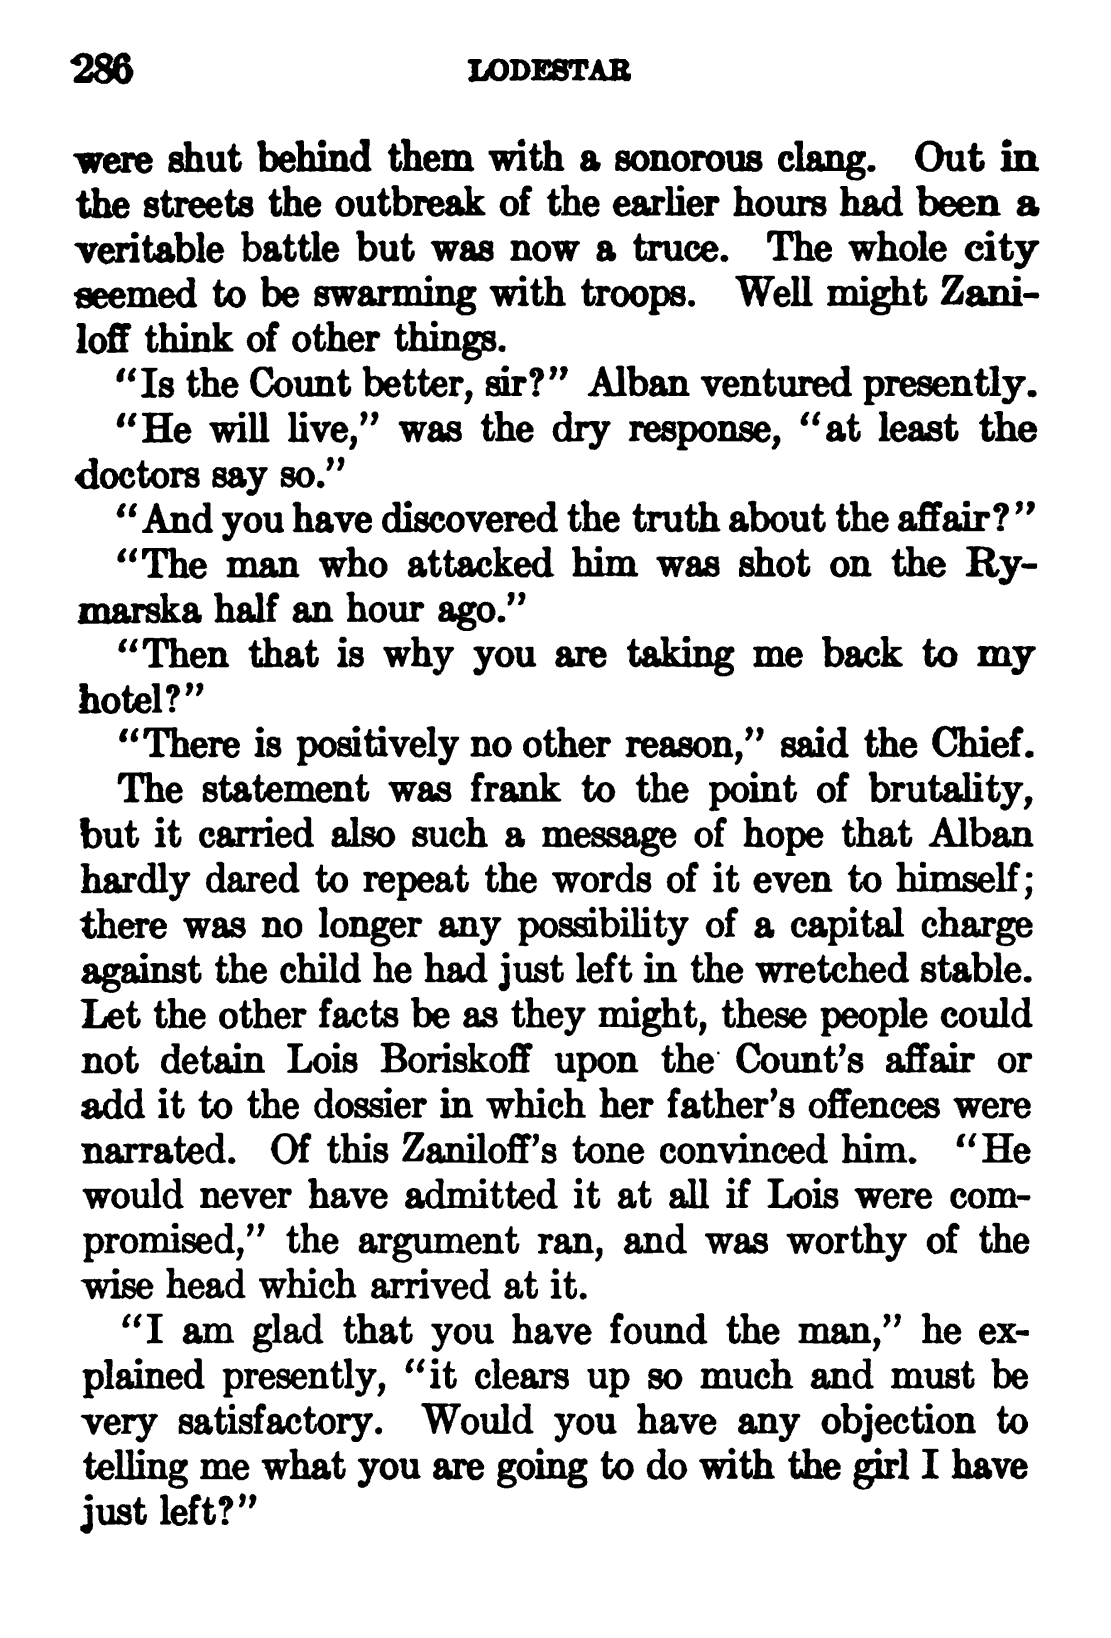 286 LODESTAR
were shut behind them with a sonorous clang. Out in
the streets the outbreak of the earlier hours had been a
veritable battle but was now a truce. The whole city
seemed to be swarming with troops. Well might Zani-
loff think of other things.
"Is the Count better, sir?" Alban ventured presently.
"He will live," was the dry response, "at least the
doctors say so."
"And you have discovered the truth about the affair?"
"The man who attacked him was shot on the Ry-
marska half an hour ago."
"Then that is why you are taking me back to my
hotel?"
"There is positively no other reason," said the Chief.
The statement was frank to the point of brutality,
but it carried also such a message of hope that Alban
hardly dared to repeat the words of it even to himself;
there was no longer any possibility of a capital charge
against the child he had just left in the wretched stable.
Let the other facts be as they might, these people could
not detain Lois Boriskoff upon the Count's affair or
add it to the dossier in which her father's offences were
narrated. Of this Zaniloff's tone convinced him. "He
would never have admitted it at all if Lois were com-
promised," the argument ran, and was worthy of the
wise head which arrived at it.
"I am glad that you have found the man," he ex-
plained presently, "it clears up so much and must be
very satisfactory. Would you have any objection to
telling me what you are going to do with the girl I have
just left?"